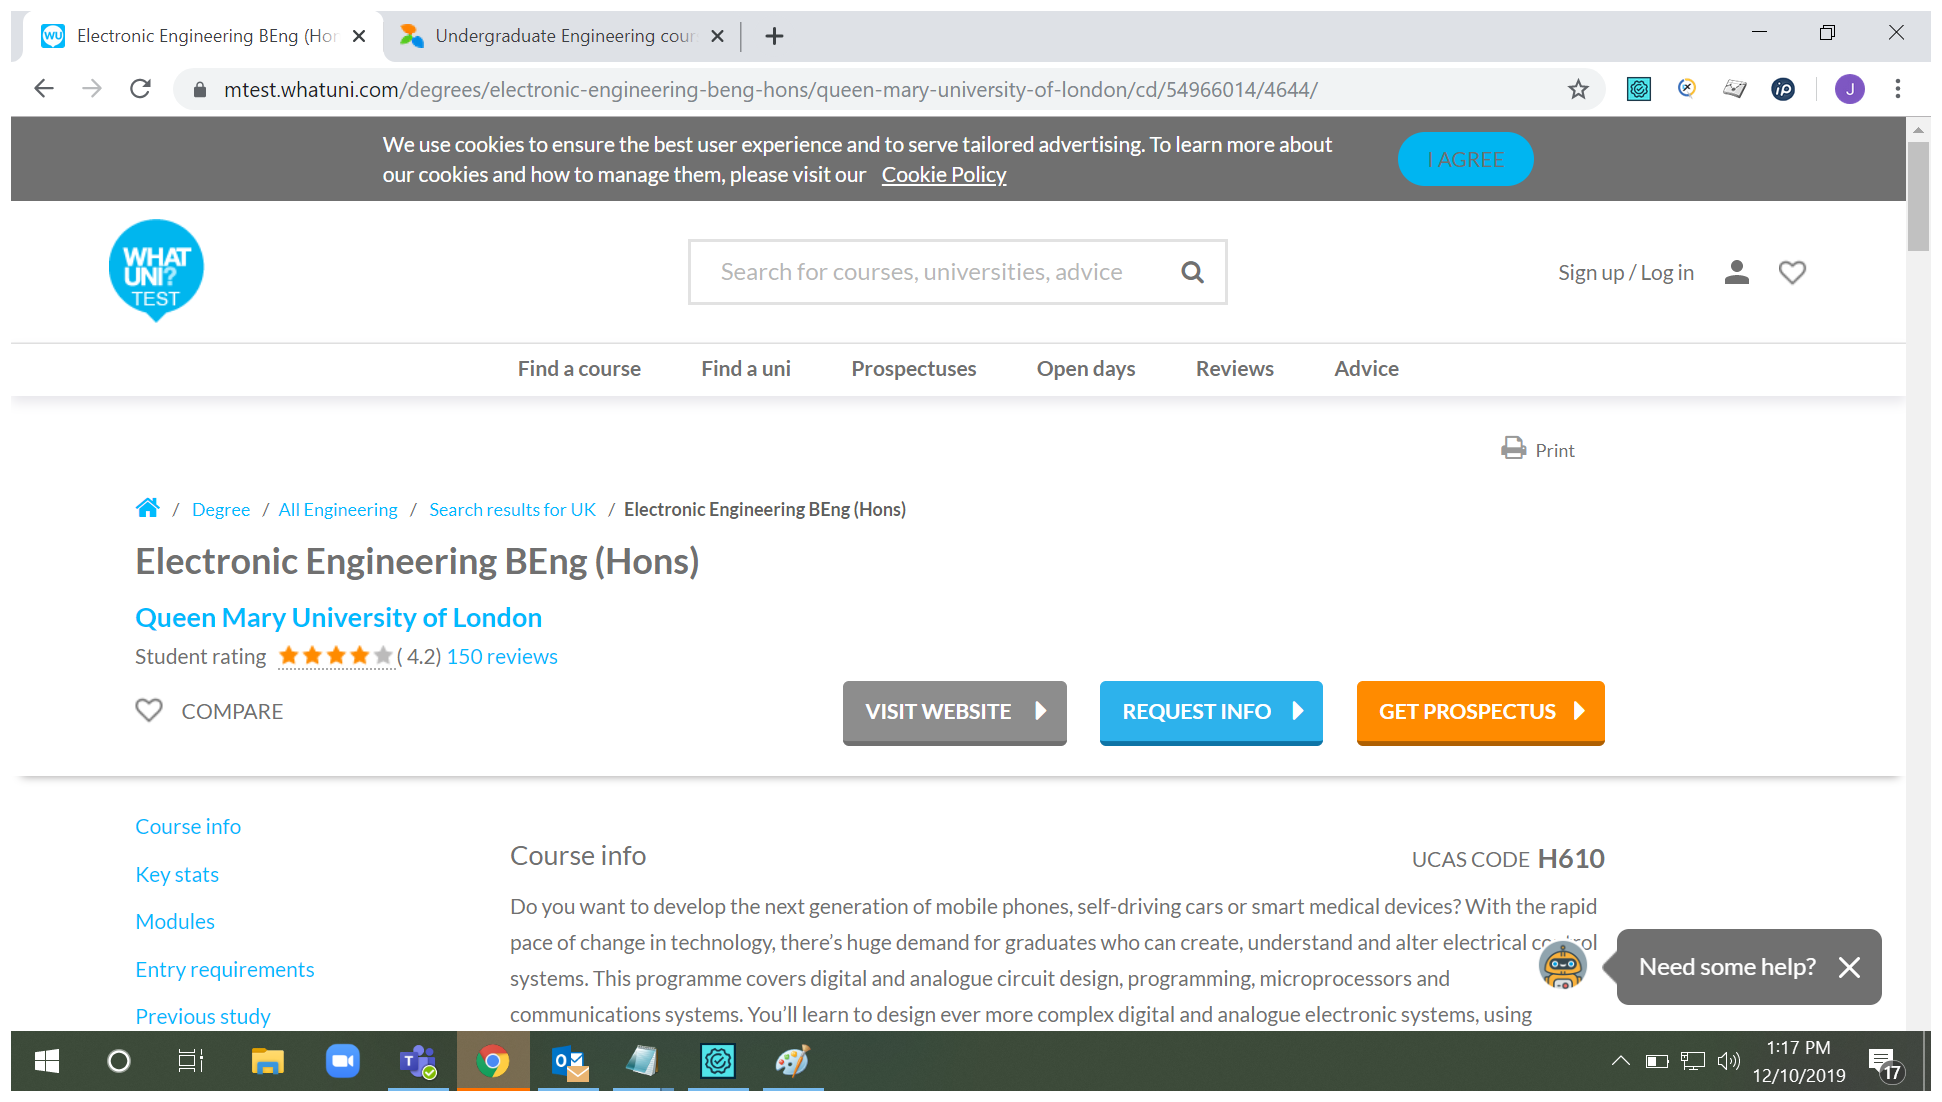 Electronic Engineering BEng (Hon
Undergraduate Engineering cour
mtest.whatuni.com/degrees/electronic-engineering-beng-hons/queen-mary-university-of-london/cd/54966014/4644/
iP
J
We use cookies to ensure the best user experience and to serve tailored advertising. To learn more about
our cookies and how to manage them, please visit our Cookie Policy
I AGREE
WHAT
UNI?
TEST
Search for courses, universities, advice
Sign up / Log in
Find a course Find a uni Prospectuses Open days Reviews Advice
Print
/ Degree / All Engineering / Search results for UK / Electronic Engineering BEng (Hons)
Electronic Engineering BEng (Hons)
Queen Mary University of London
Student rating ( 4.2) 150 reviews
COMPARE
VISIT WEBSITE REQUEST INFO GET PROSPECTUS
Course info
Key stats
Modules
Entry requirements
Previous study
Course info
UCAS CODE H610
Do you want to develop the next generation of mobile phones, self-driving cars or smart medical devices? With the rapid
pace of change in technology, there's huge demand for graduates who can create, understand and alter electrical control
systems. This programme covers digital and analogue circuit design, programming, microprocessors and
communications systems. You'll learn to design ever more complex digital and analogue electronic systems, using
Need some help?
1:17 PM
12/10/2019
17